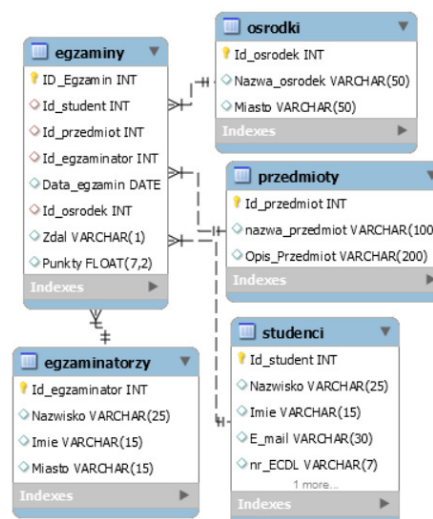 egzaminy
ID_Egzamin INT
Id_student INT
Id_przedmiot INT
Id_egzaminator INT
Data_egzamin DATE
Id_osrodek INT
Zdal VARCHAR(1)
Punkty FLOAT(7,2)
Indexes
osrodki
Id_osrodek INT
Nazwa_osrodek VARCHAR(50)
Miasto VARCHAR(50)
Indexes
przedmioty
Id_przedmiot INT
nazwa_przedmiot VARCHAR(100
Opis_Przedmiot VARCHAR(200)
Indexes
egzaminatorzy
Id_egzaminator INT
Nazwisko VARCHAR(25)
Imie VARCHAR(15)
Miasto VARCHAR(15)
Indexes
studenci
Id_student INT
Nazwisko VARCHAR(25)
Imie VARCHAR(15)
E_mail VARCHAR(30)
nr_ECDL VARCHAR(7)
1 more...
Indexes